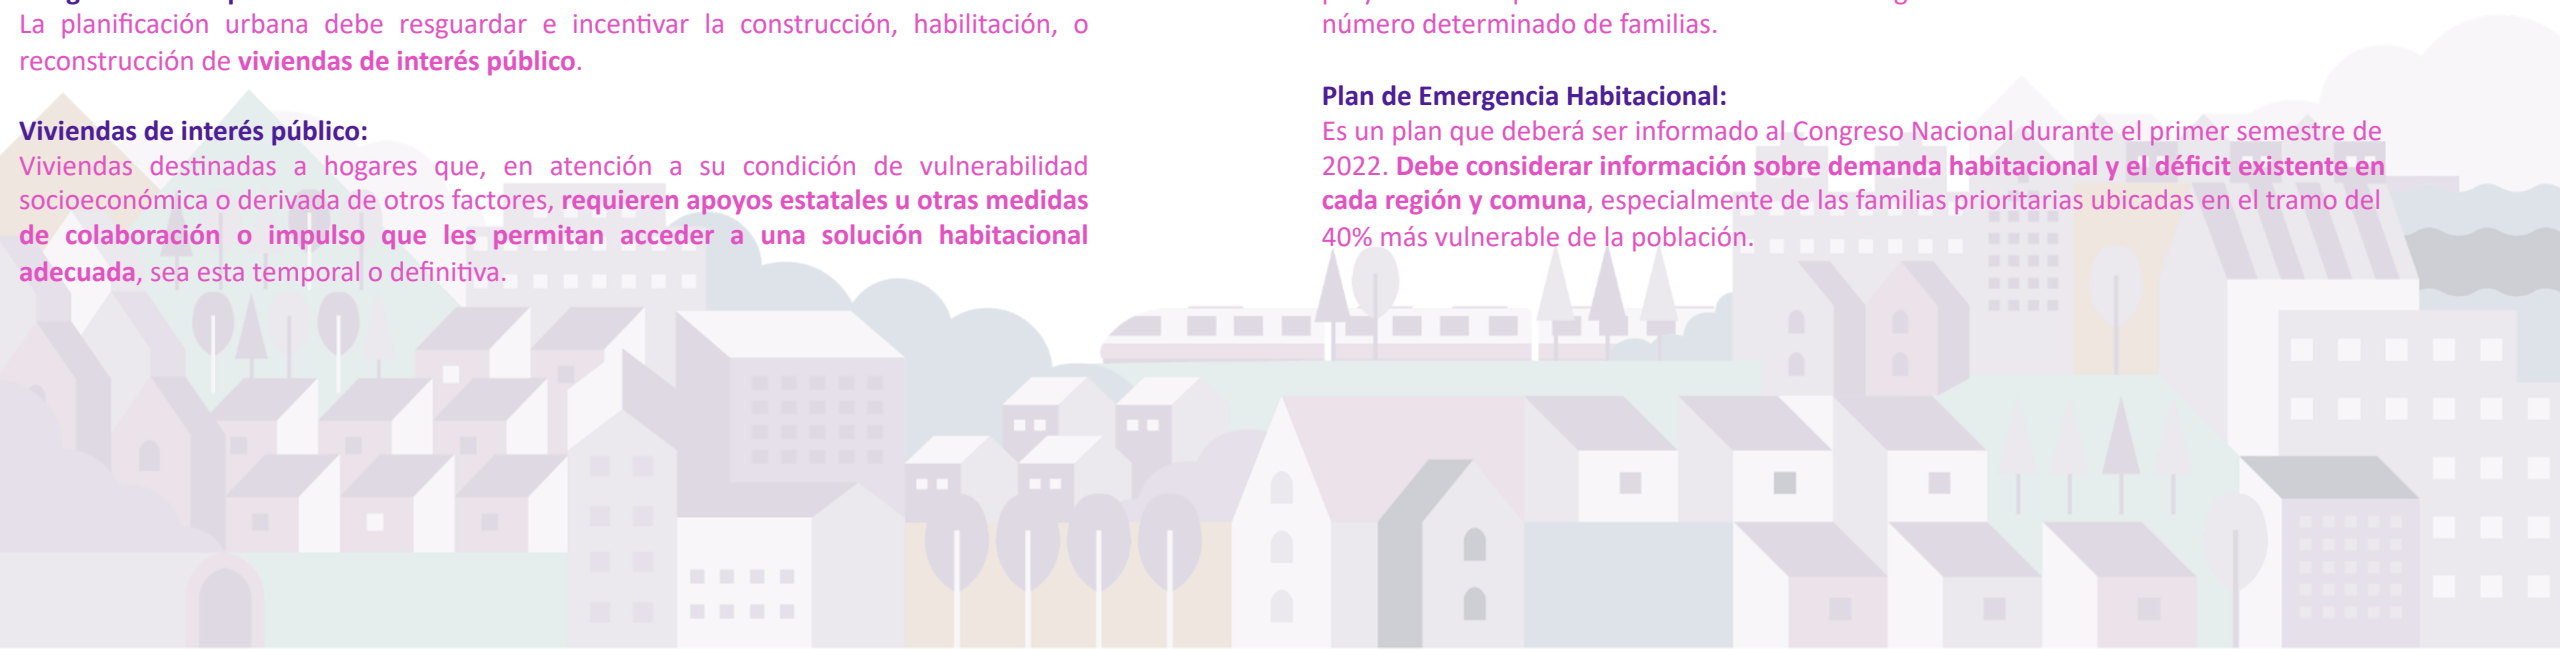 La planificación urbana debe resguardar e incentivar la construcción, habilitación, o
reconstrucción de viviendas de interés público.
Viviendas de interés público:
Viviendas destinadas a hogares que, en atención a su condición de vulnerabilidad
socioeconómica o derivada de otros factores, requieren apoyos estatales u otras medidas
de colaboración o impulso que les permitan acceder a una solución habitacional
adecuada, sea esta temporal o definitiva.
número determinado de familias.
Plan de Emergencia Habitacional:
Es un plan que deberá ser informado al Congreso Nacional durante el primer semestre de
2022. Debe considerar información sobre demanda habitacional y el déficit existente en
cada región y comuna, especialmente de las familias prioritarias ubicadas en el tramo del
40% más vulnerable de la población.